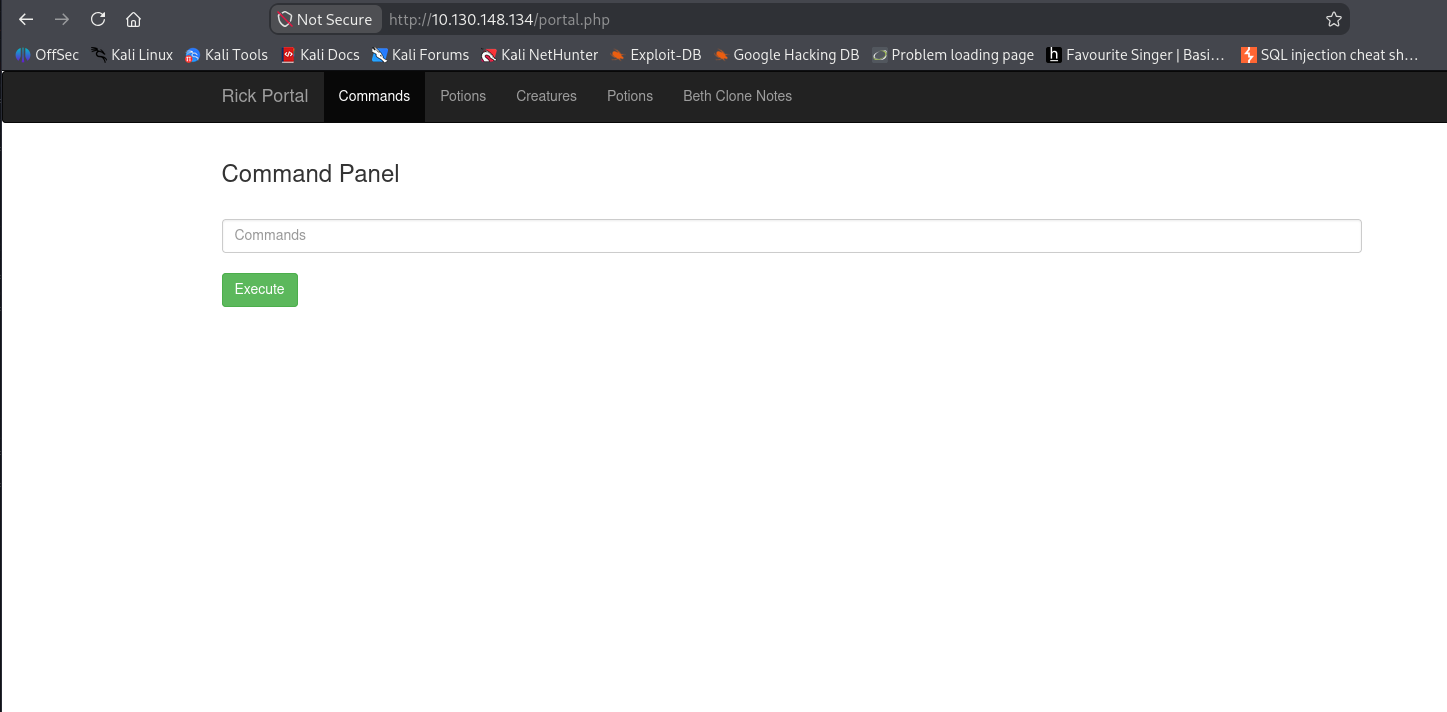 Not Secure http://10.130.148.134/portal.php
OffSec Kali Linux Kali Tools Kali Docs Kali Forums Kali NetHunter Exploit-DB Google Hacking DB Problem loading page Favourite Singer | Basi... SQL injection cheat sh...
Rick Portal Commands Potions Creatures Potions Beth Clone Notes
Command Panel
Commands
Execute